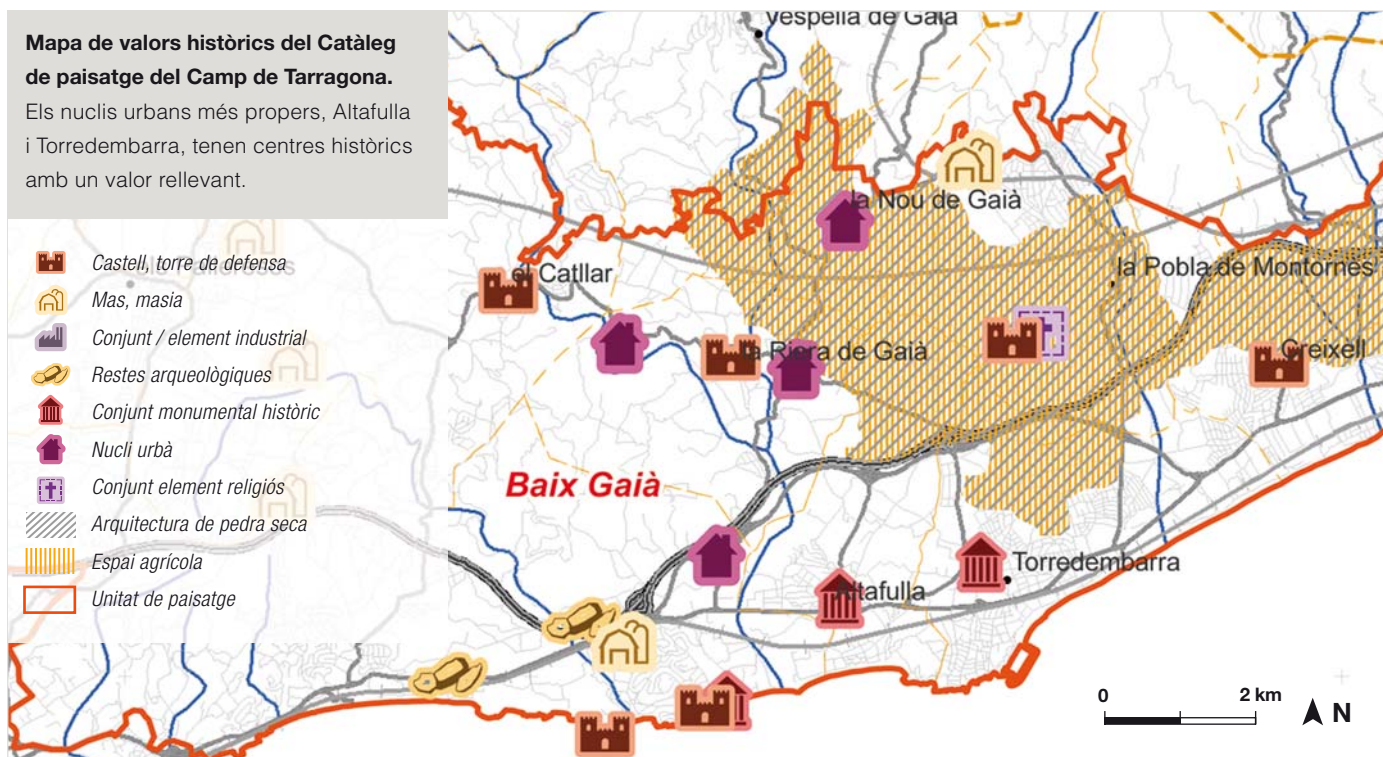 Mapa de valors històrics del Catàleg
de paisatge del Camp de Tarragona.
Els nuclis urbans més propers, Altafulla
i Torredembarra, tenen centres històrics
amb un valor rellevant.
Castell, torre de defensa
Mas, masia
Conjunt / element industrial
Restes arqueològiques
Conjunt monumental històric
Nucli urbà
Conjunt element religiós
Arquitectura de pedra seca
Espai agrícola
Unitat de paisatge
Vespella de Gaià
la Nou de Gaià
el Catllar
la Pobla de Montornès
la Riera de Gaià
Creixell
Baix Gaià
Torredembarra
Altafulla
0 2 km
N